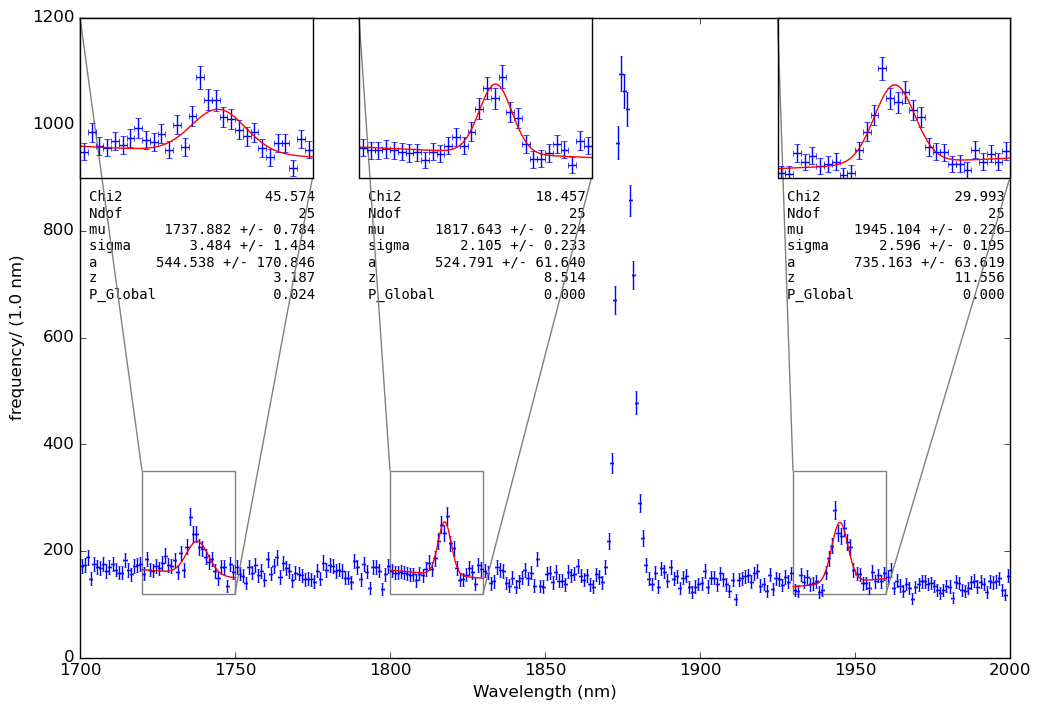 1200
1000
800
600
400
200
0
frequency/ (1.0 nm)
Chi2 45.574
Ndof 25
mu 1737.882 +/- 0.784
sigma 3.484 +/- 1.434
a 544.538 +/- 170.846
z 3.187
P_Global 0.024
Chi2 18.457
Ndof 25
mu 1817.643 +/- 0.224
sigma 2.105 +/- 0.233
a 524.791 +/- 61.640
z 8.514
P_Global 0.000
Chi2 29.993
Ndof 25
mu 1945.104 +/- 0.226
sigma 2.596 +/- 0.195
a 735.163 +/- 63.619
z 11.556
P_Global 0.000
1700 1750 1800 1850 1900 1950 2000
Wavelength (nm)